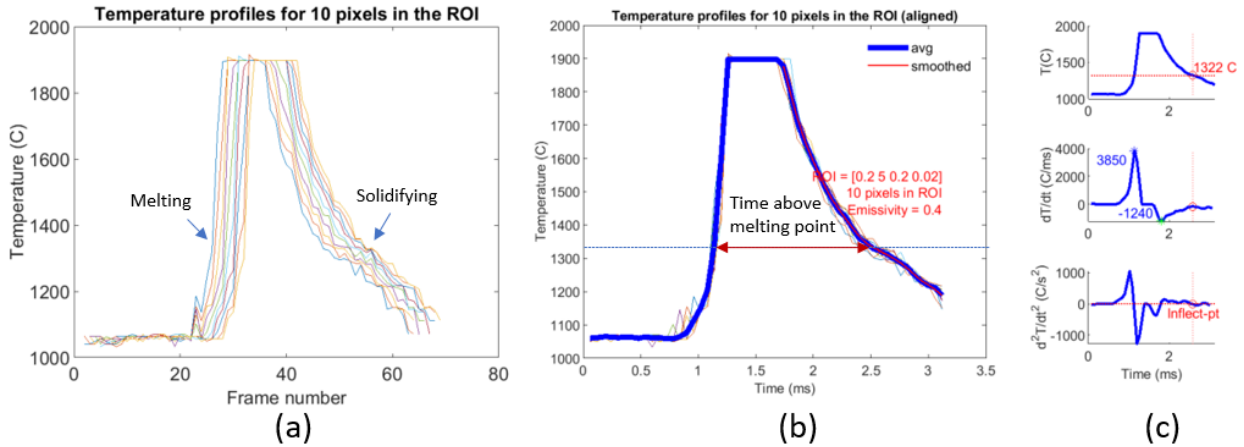 Temperature profiles for 10 pixels in the ROI
2000
1800
1600
1400
1200
1000
Temperature (C)
Melting
Solidifying
0
20
40
60
80
Frame number
(a)
Temperature profiles for 10 pixels in the ROI (aligned)
2000
1900
1800
1700
1600
1500
1400
1300
1200
1100
1000
Temperature (C)
avg
smoothed
ROI = [0.2 5 0.2 0.02]
10 pixels in ROI
Emissivity = 0.4
Time above
melting point
0
0.5
1
1.5
2
2.5
3
3.5
Time (ms)
(b)
2000
1500
1000
T(C)
1322 C
0
2
4000
2000
0
dT/dt (C/ms)
3850
-1240
0
2
1000
0
-1000
d²T/dt² (C/s²)
Inflect-pt
0
2
Time (ms)
(c)